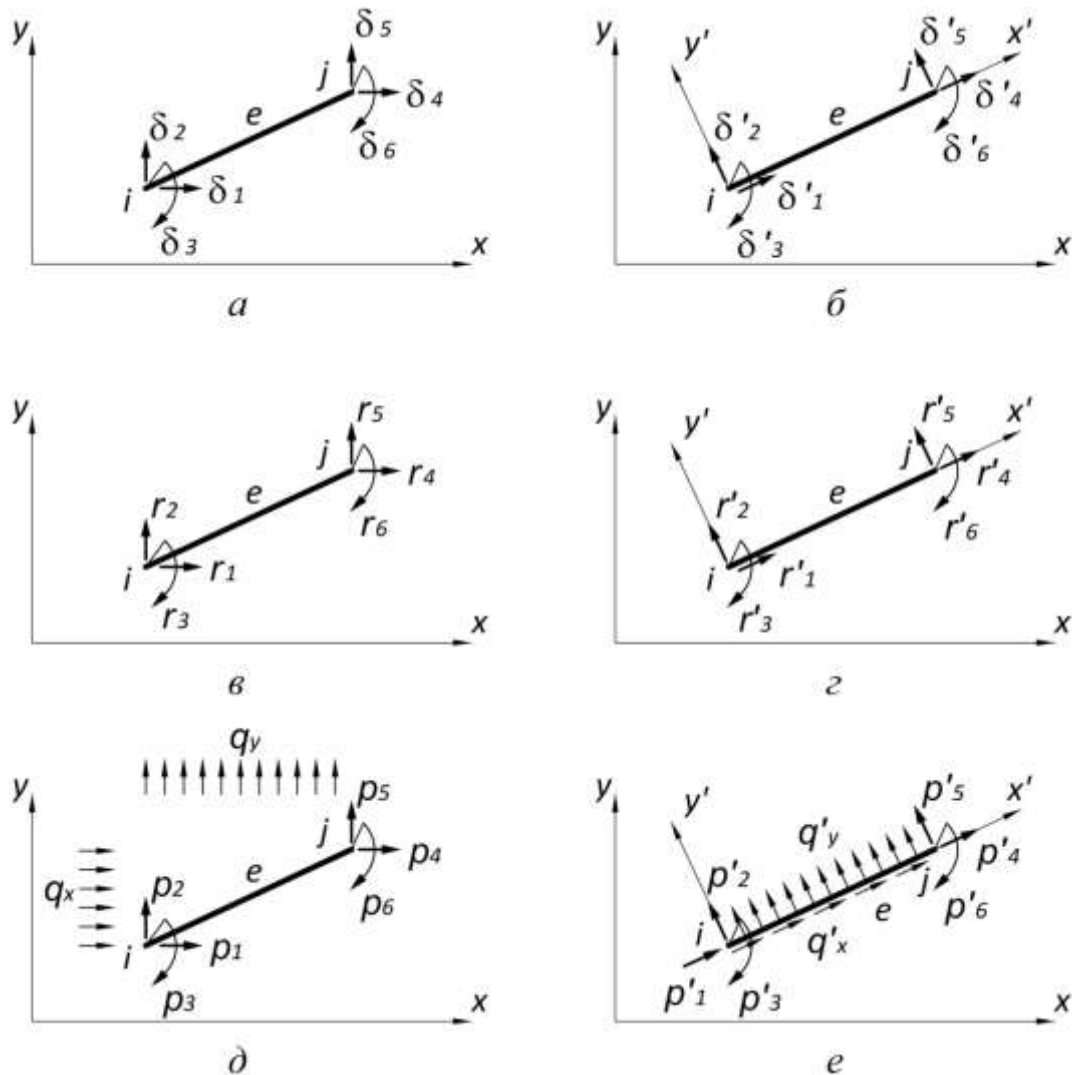 y δ5 j δ4 e δ2 δ6 i δ1 δ3 x
y y' δ'5 x' j δ'4 δ'2 e δ'6 i δ'1 δ'3 x
а б
y r5 j r4 e r2 r6 i r1 r3 x
y y' r'5 x' j r'4 r'2 e r'6 i r'1 r'3 x
в г
qy y p5 j p4 qx p2 e p6 i p1 p3 x
y y' p'5 x' q'y p'4 p'2 j e p'6 i q'x p'1 p'3 x
д е